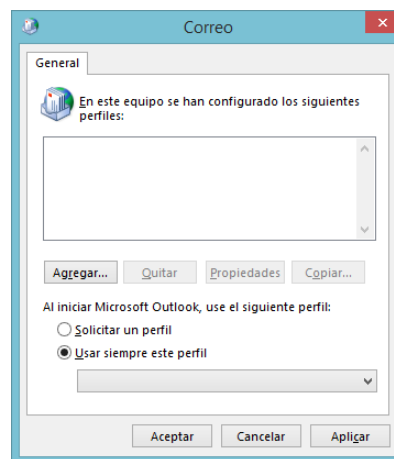 Correo
General
En este equipo se han configurado los siguientes
perfiles:
Agregar... Quitar Propiedades Copiar...
Al iniciar Microsoft Outlook, use el siguiente perfil:
Solicitar un perfil
Usar siempre este perfil
Aceptar Cancelar Aplicar